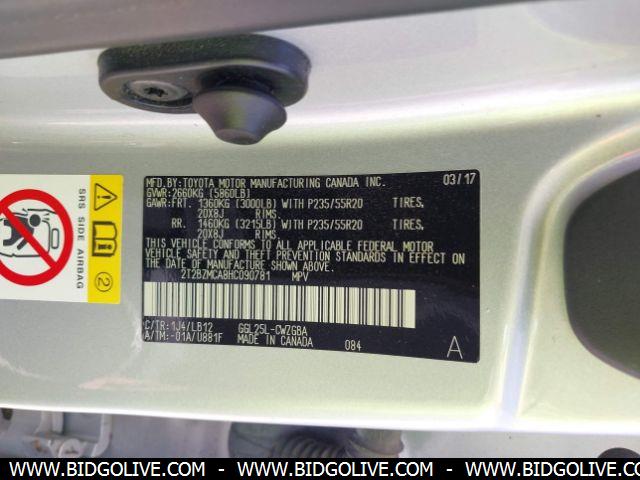 MFD.BY:TOYOTA MOTOR MANUFACTURING CANADA INC. 03/17
GVWR:2660KG (5860LB)
GAWR:FRT. 1360KG (3000LB) WITH P235/55R20 TIRES,
20X8J RIMS.
RR. 1460KG (3215LB) WITH P235/55R20 TIRES,
20X8J RIMS.
THIS VEHICLE CONFORMS TO ALL APPLICABLE FEDERAL MOTOR
VEHICLE SAFETY AND THEFT PREVENTION STANDARDS IN EFFECT ON
THE DATE OF MANUFACTURE SHOWN ABOVE.
2T2BZMCA8HC090781 MPV
C/TR:1J4/LB12 GGL25L-CWZGBA
A/TM:-01A/U881F MADE IN CANADA 084 A
SRS SIDE AIRBAG 2
WWW.BIDGOLIVE.COM - WWW.BIDGOLIVE.COM - WWW.BIDGOLIVE.COM